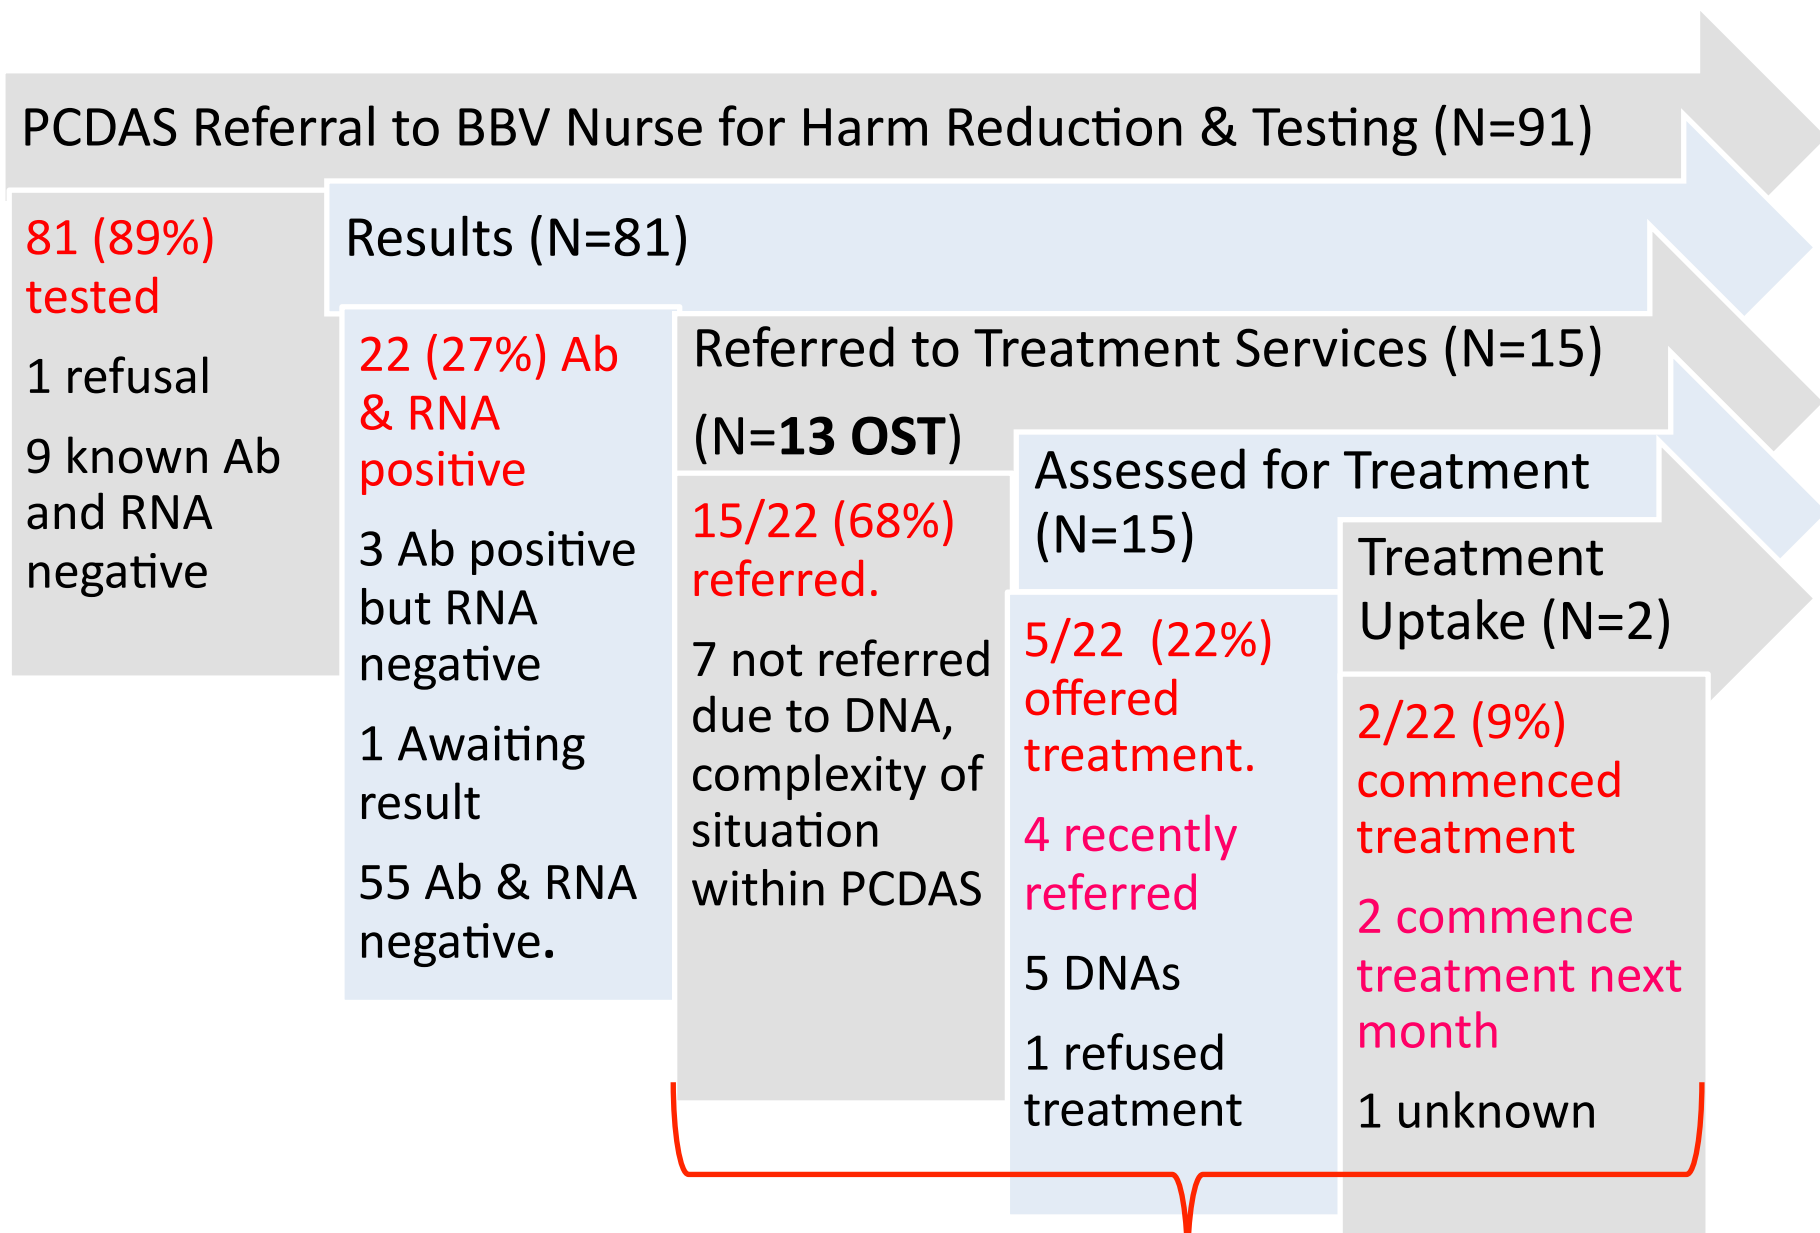 PCDAS Referral to BBV Nurse for Harm Reduction & Testing (N=91)
81 (89%)
tested
1 refusal
9 known Ab
and RNA
negative
Results (N=81)
22 (27%) Ab
& RNA
positive
3 Ab positive
but RNA
negative
1 Awaiting
result
55 Ab & RNA
negative.
Referred to Treatment Services (N=15)
(N=13 OST)
15/22 (68%)
referred.
7 not referred
due to DNA,
complexity of
situation
within PCDAS
Assessed for Treatment
(N=15)
5/22 (22%)
offered
treatment.
4 recently
referred
5 DNAs
1 refused
treatment
Treatment
Uptake (N=2)
2/22 (9%)
commenced
treatment
2 commence
treatment next
month
1 unknown